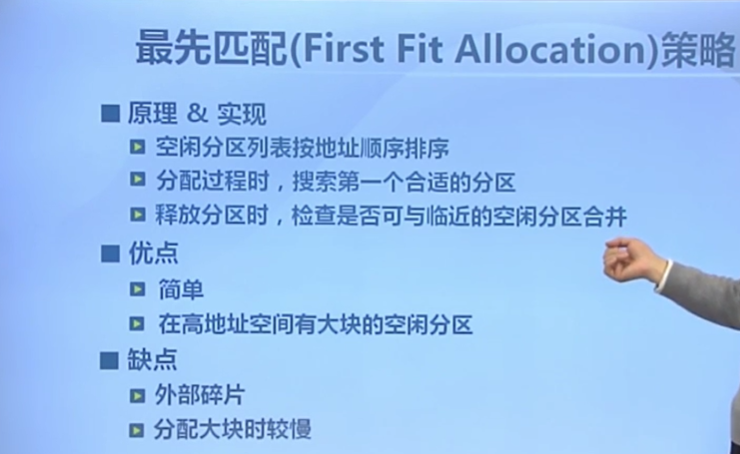 最先匹配(First Fit Allocation)策略
原理 & 实现
空闲分区列表按地址顺序排序
分配过程时，搜索第一个合适的分区
释放分区时，检查是否可与临近的空闲分区合并
优点
简单
在高地址空间有大块的空闲分区
缺点
外部碎片
分配大块时较慢